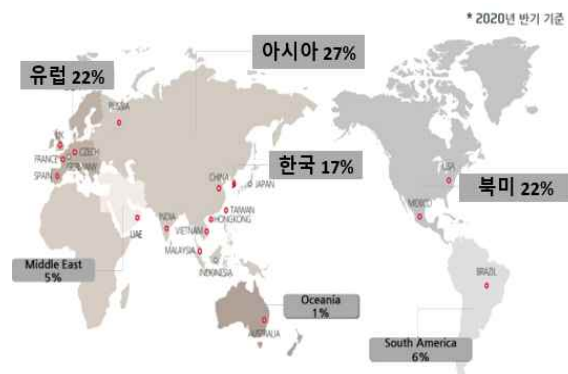 * 2020년 반기 기준
아시아 27%
유럽 22%
RUSSIA
UK
CZECH
FRANCE
GERMANY
SPAIN
한국 17%
CHINA
JAPAN
USA
북미 22%
MEXICO
TAIWAN
HONGKONG
INDIA
VIETNAM
UAE
MALAYSIA
INDONESIA
Middle East
5%
BRAZIL
Oceania
1%
AUSTRALIA
South America
6%